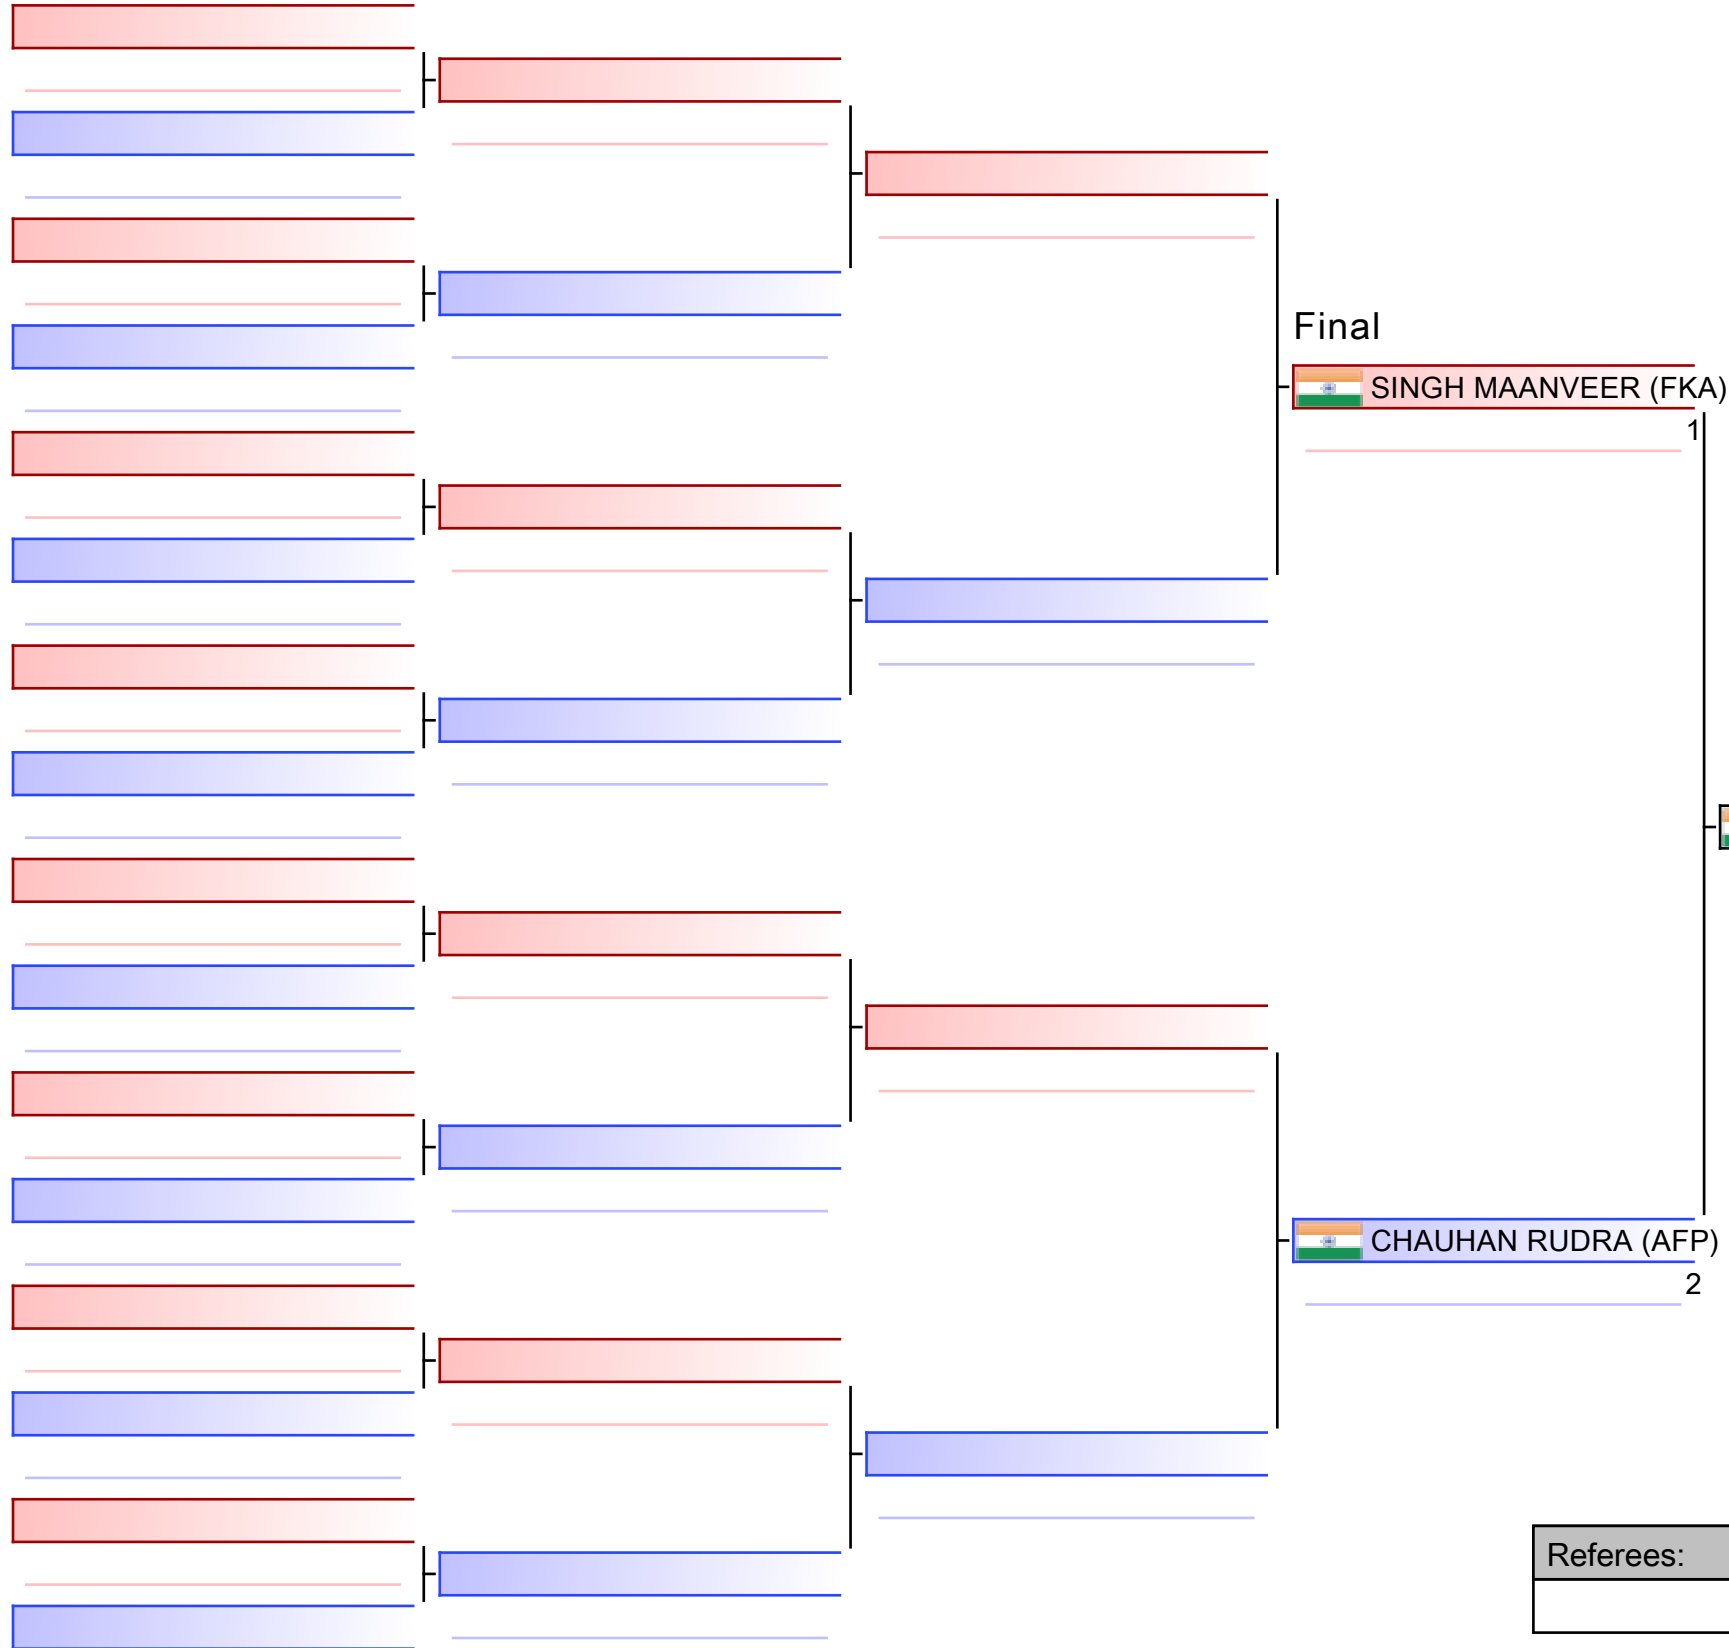 Final
SINGH MAANVEER (FKA)
1
CHAUHAN RUDRA (AFP)
2
Referees: